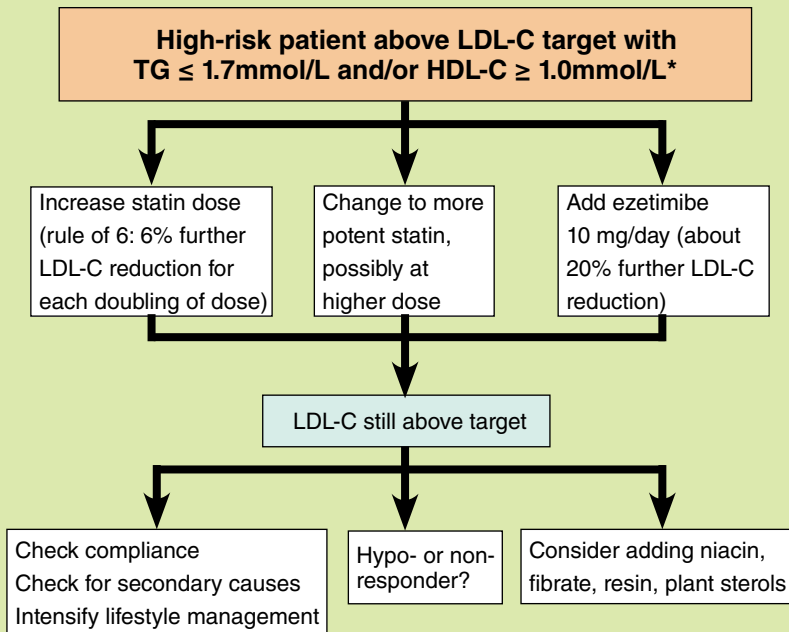 High-risk patient above LDL-C target with
TG ≤ 1.7mmol/L and/or HDL-C ≥ 1.0mmol/L*
Increase statin dose
(rule of 6: 6% further
LDL-C reduction for
each doubling of dose)
Change to more
potent statin,
possibly at
higher dose
Add ezetimibe
10 mg/day (about
20% further LDL-C
reduction)
LDL-C still above target
Check compliance
Check for secondary causes
Intensify lifestyle management
Hypo- or non-
responder?
Consider adding niacin,
fibrate, resin, plant sterols